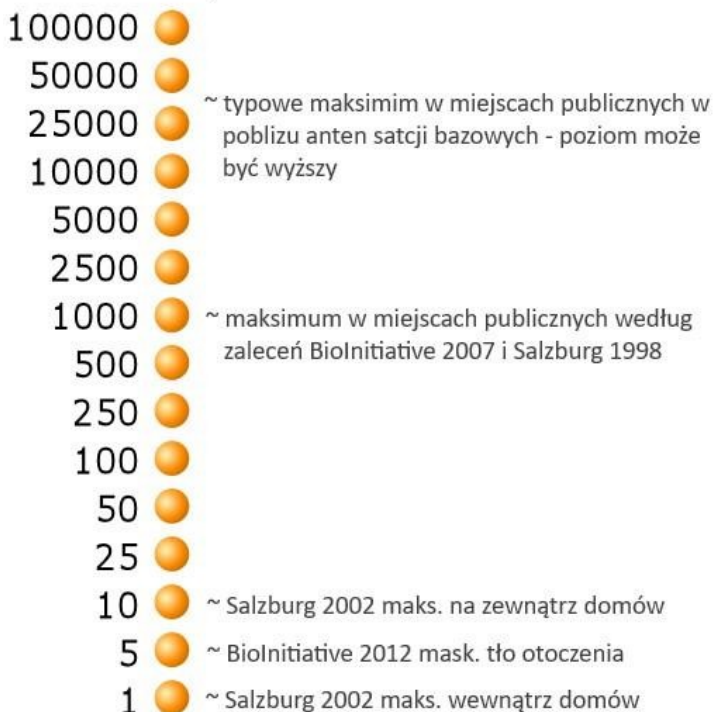 100000
50000
~ typowe maksimim w miejscach publicznych w
25000
pobliżu anten satcji bazowych - poziom może
10000
być wyższy
5000
2500
1000 ~ maksimum w miejscach publicznych według
zaleceń BioInitiative 2007 i Salzburg 1998
500
250
100
50
25
10 ~ Salzburg 2002 maks. na zewnątrz domów
5 ~ BioInitiative 2012 mask. tło otoczenia
1 ~ Salzburg 2002 maks. wewnątrz domów